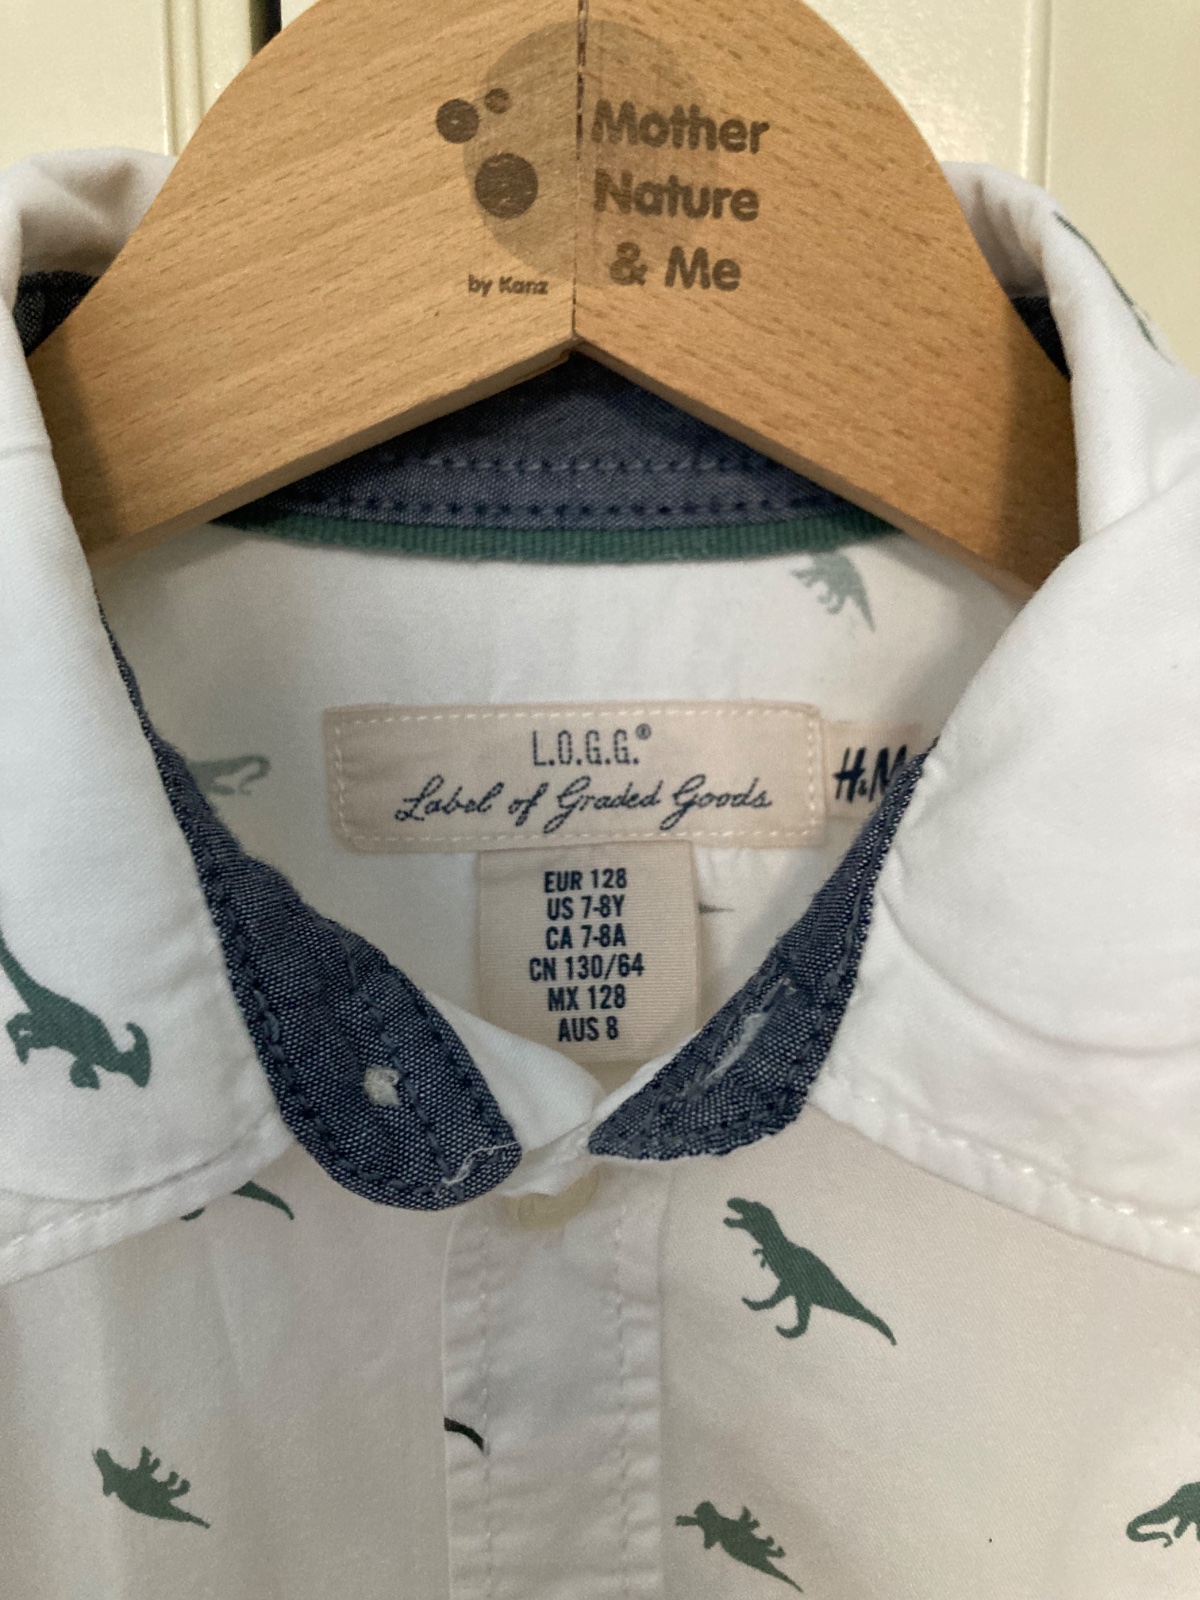 Mother
Nature
& Me
by Kanz
L.O.G.G.®
Label of Graded Goods
H&M
EUR 128
US 7-8Y
CA 7-8A
CN 130/64
MX 128
AUS 8